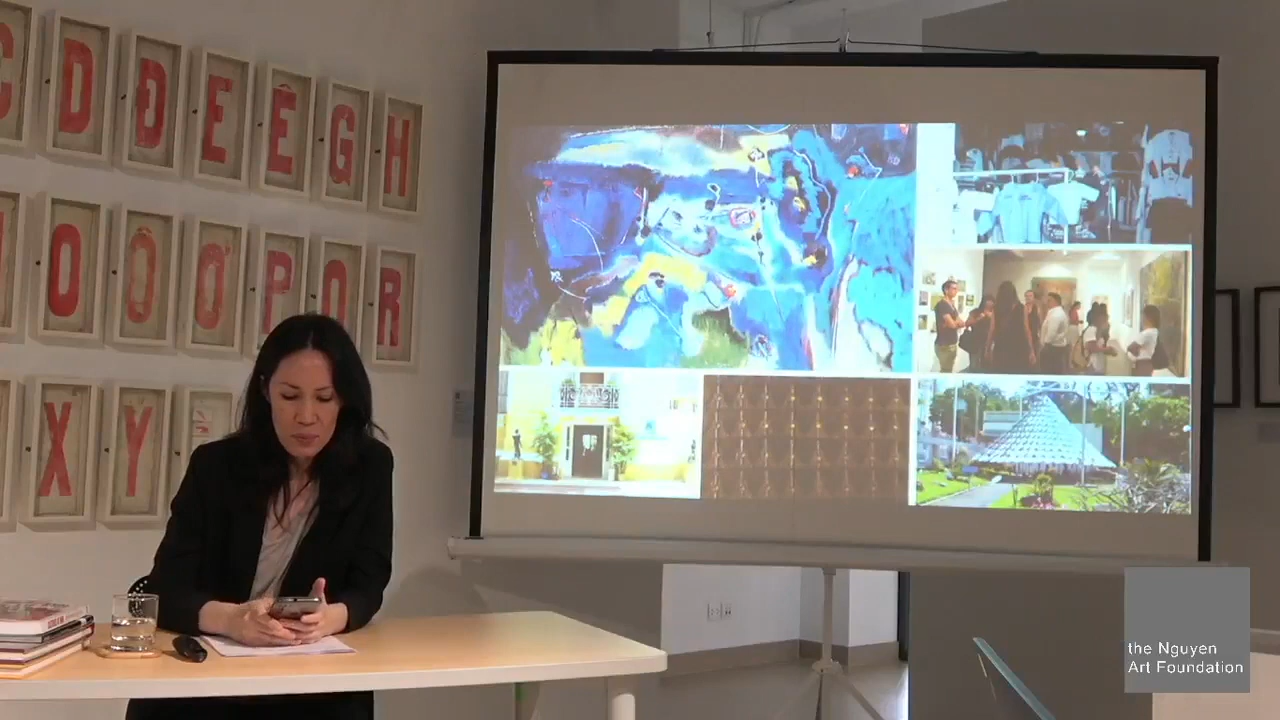 C D Đ E Ê G H
O Ô Ơ P Q R
X Y
the Nguyen
Art Foundation